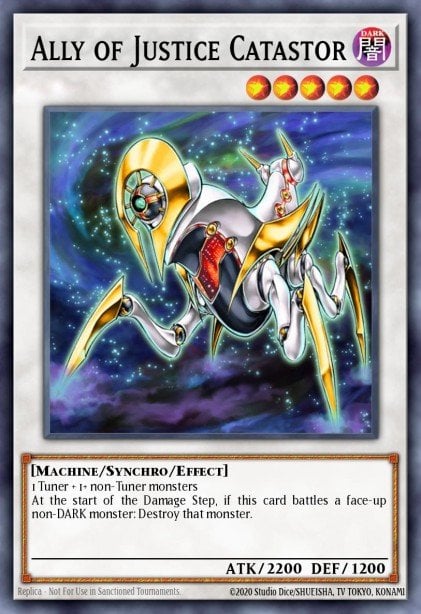 ALLY OF JUSTICE CATASTOR
DARK
闇
[MACHINE/SYNCHRO/EFFECT]
1 Tuner + 1+ non-Tuner monsters
At the start of the Damage Step, if this card battles a face-up
non-DARK monster: Destroy that monster.
ATK/2200 DEF/1200
Replica - Not For Use in Sanctioned Tournaments.
©2020 Studio Dice/SHUEISHA, TV TOKYO, KONAMI